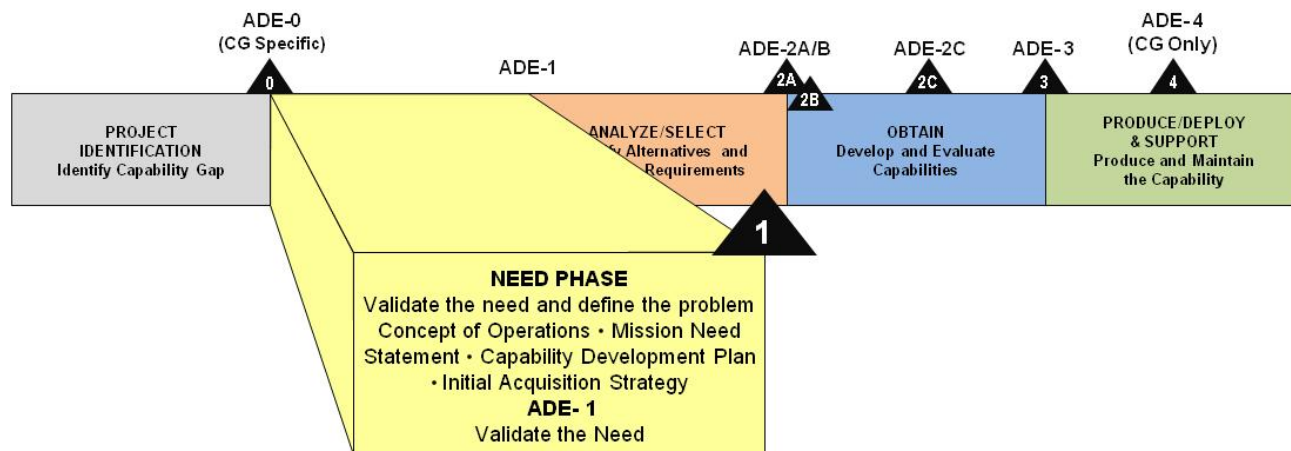 ADE-0
(CG Specific)
ADE-1
ADE-2A/B
ADE-2C
ADE-3
ADE-4
(CG Only)
0
2A
2B
2C
3
4
PROJECT
IDENTIFICATION
Identify Capability Gap
ANALYZE/SELECT
Alternatives and
Requirements
OBTAIN
Develop and Evaluate
Capabilities
PRODUCE/DEPLOY
& SUPPORT
Produce and Maintain
the Capability
1
NEED PHASE
Validate the need and define the problem
Concept of Operations • Mission Need
Statement • Capability Development Plan
• Initial Acquisition Strategy
ADE- 1
Validate the Need